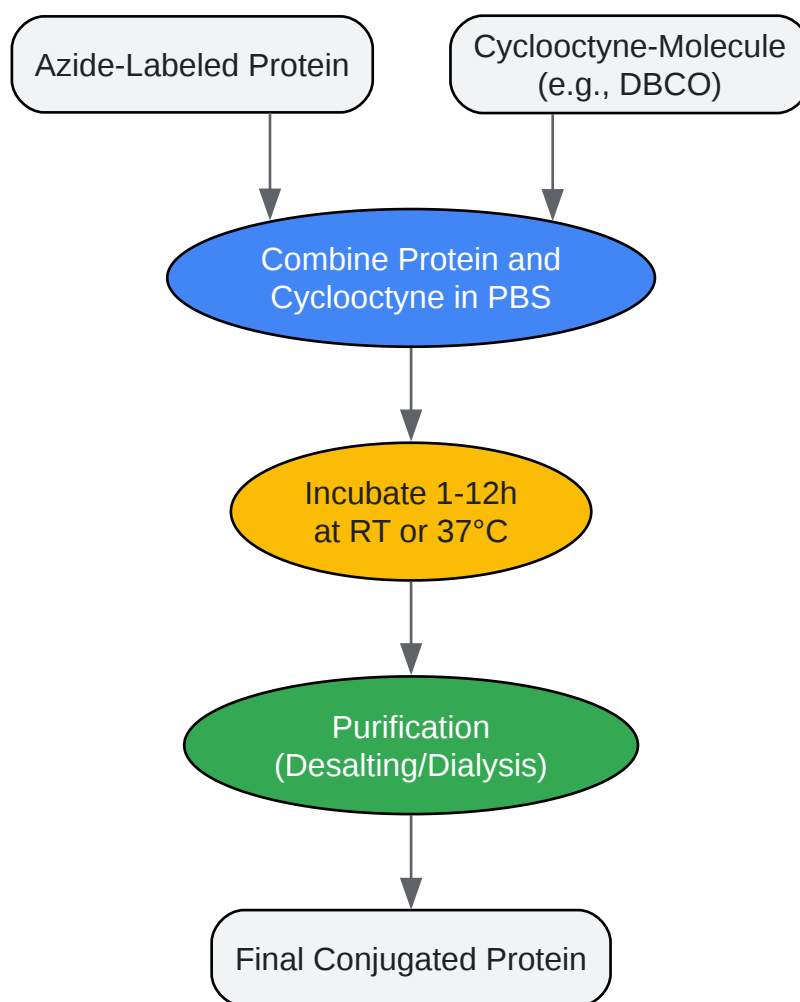 Azide-Labeled Protein
Cyclooctyne-Molecule
(e.g., DBCO)
Combine Protein and
Cyclooctyne in PBS
Incubate 1-12h
at RT or 37°C
Purification
(Desalting/Dialysis)
Final Conjugated Protein